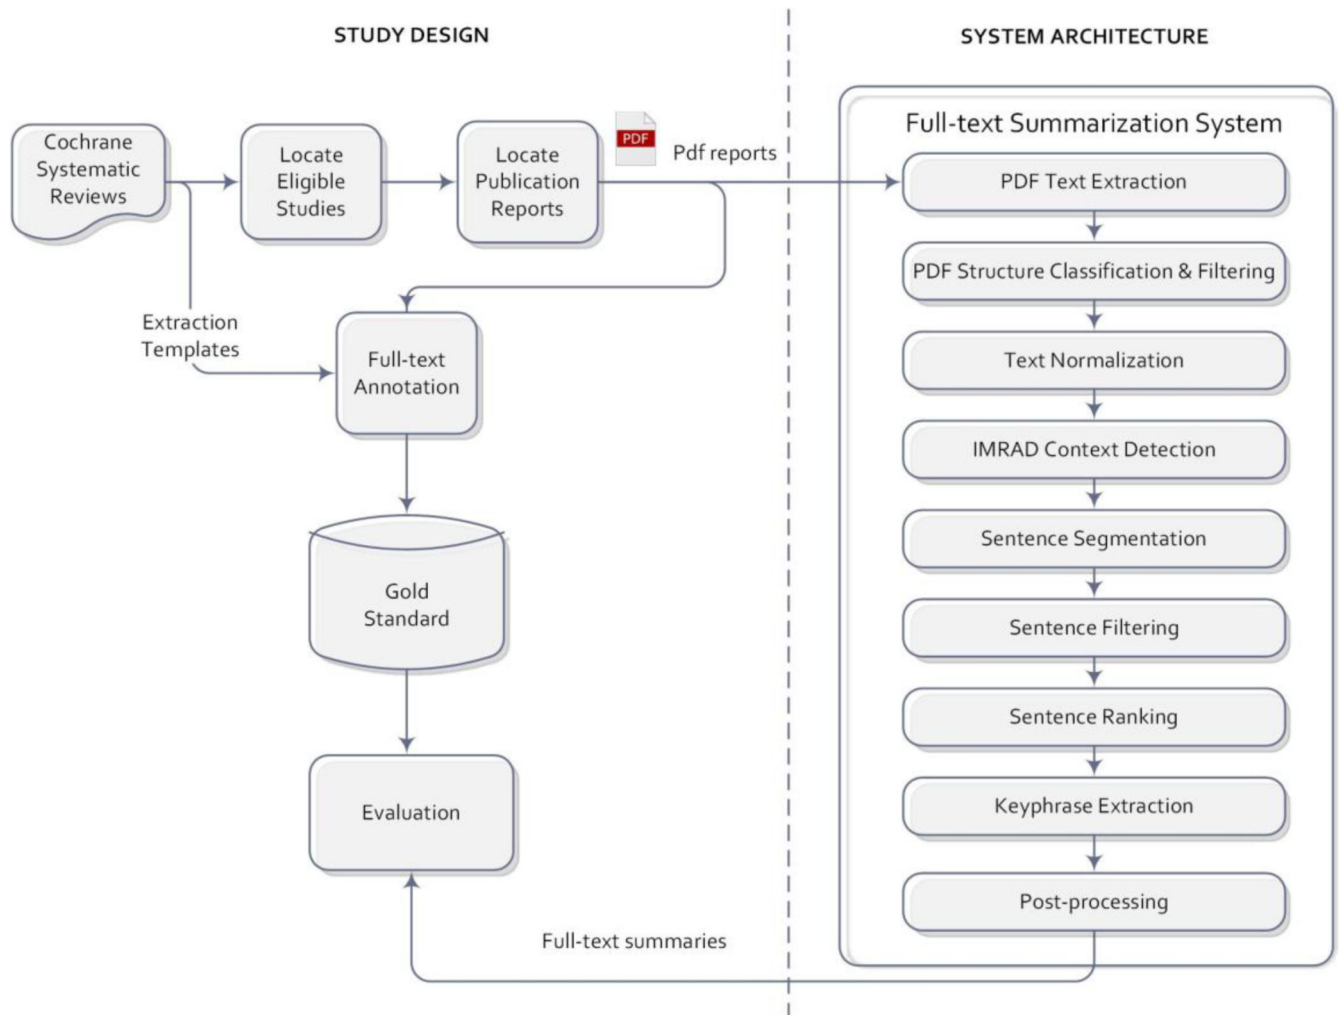 STUDY DESIGN
Cochrane
Systematic
Reviews
Locate
Eligible
Studies
Locate
Publication
Reports
PDF
Pdf reports
Extraction
Templates
Full-text
Annotation
Gold
Standard
Evaluation
Full-text summaries
SYSTEM ARCHITECTURE
Full-text Summarization System
PDF Text Extraction
PDF Structure Classification & Filtering
Text Normalization
IMRAD Context Detection
Sentence Segmentation
Sentence Filtering
Sentence Ranking
Keyphrase Extraction
Post-processing